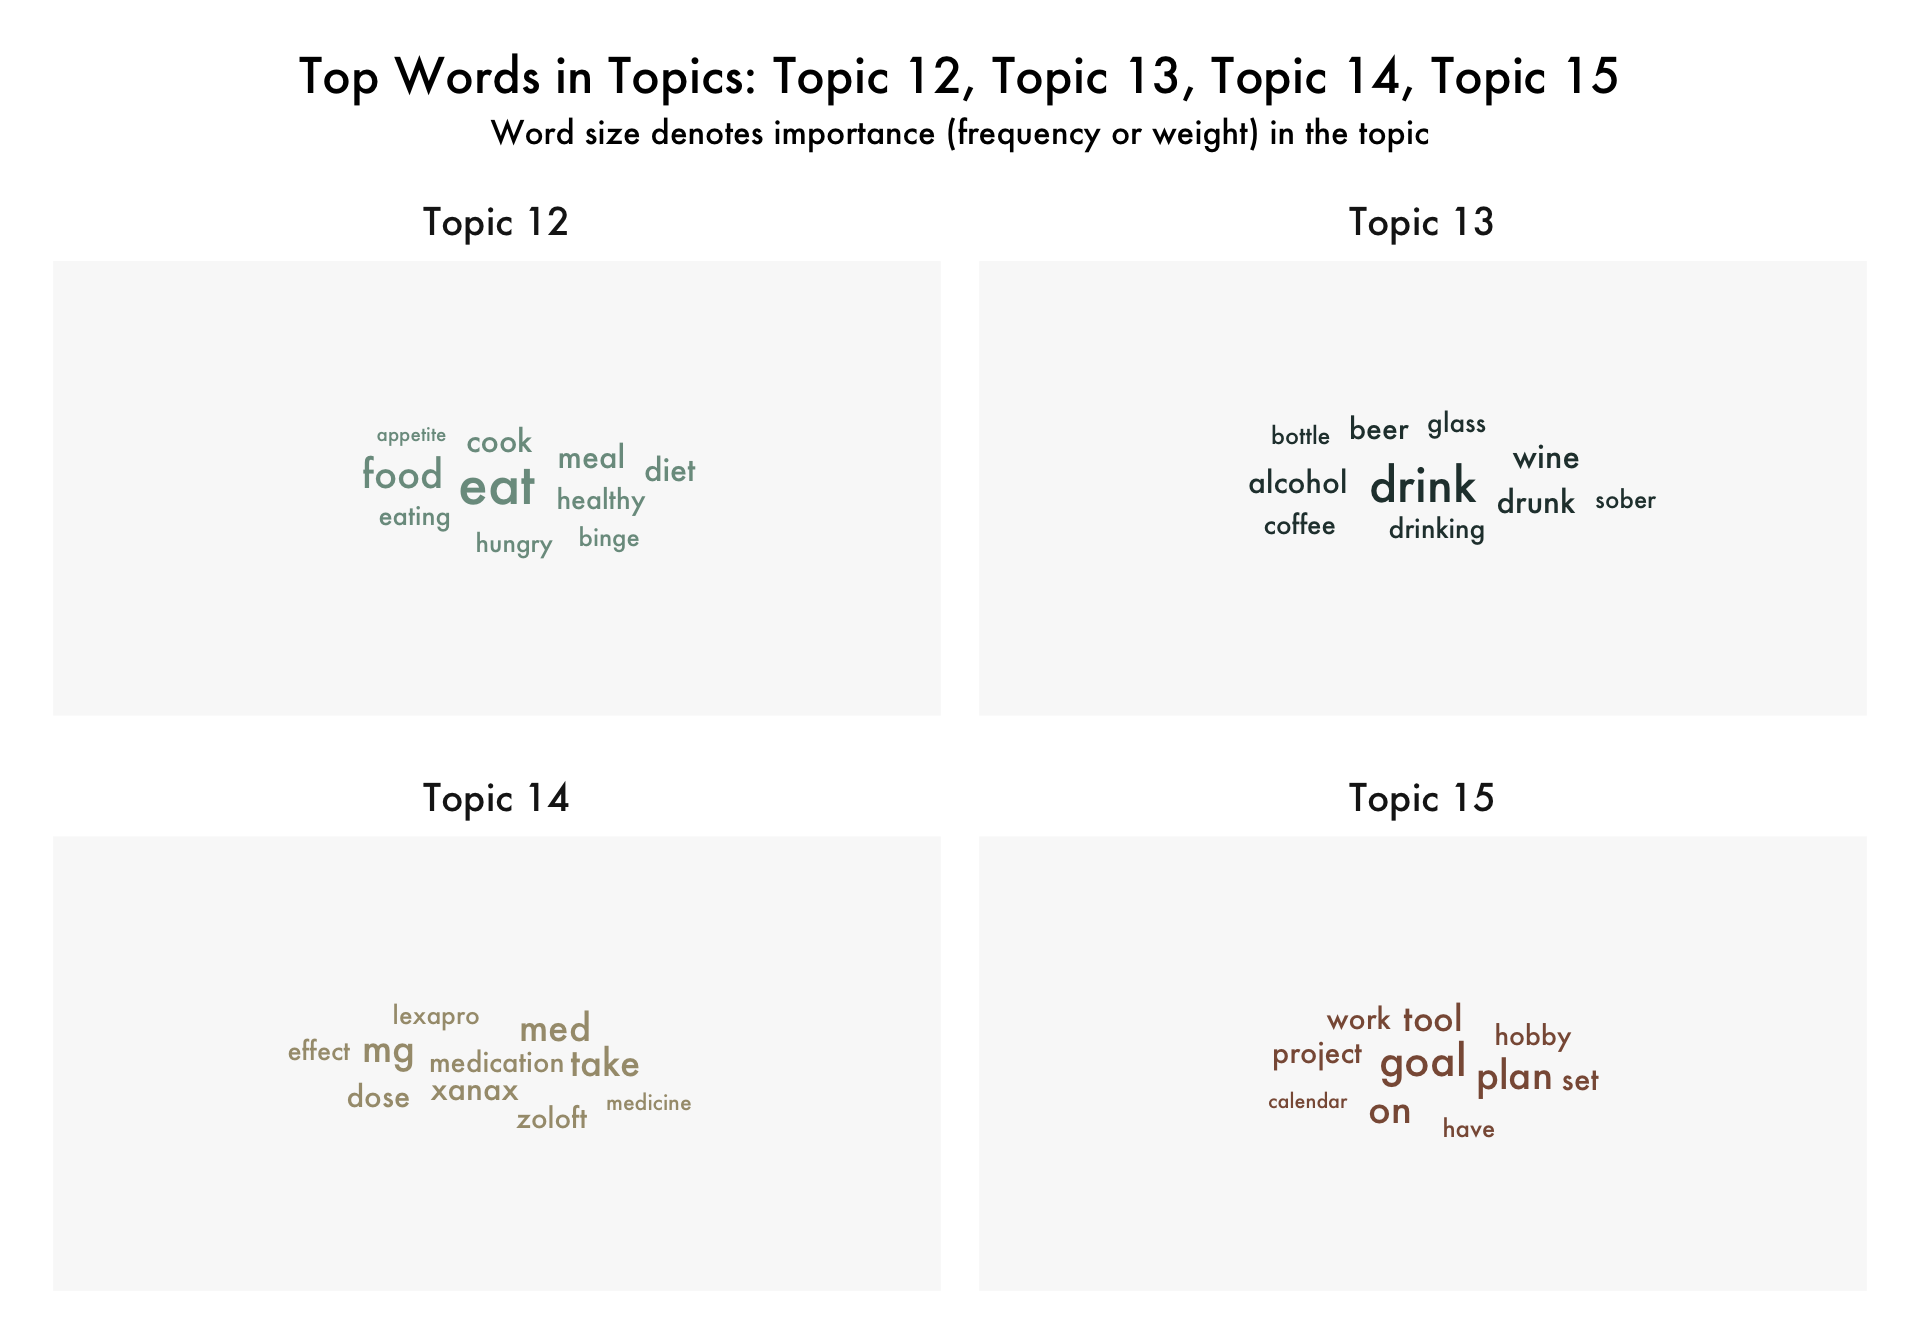 Top Words in Topics: Topic 12, Topic 13, Topic 14, Topic 15
Word size denotes importance (frequency or weight) in the topic
Topic 12
appetite cook
meal
food eat diet
healthy
eating
hungry binge
Topic 13
bottle beer glass
wine
alcohol drink drunk sober
coffee drinking
Topic 14
lexapro med
effect mg medication take
dose xanax medicine
zoloft
Topic 15
work tool hobby
project goal plan set
calendar on
have